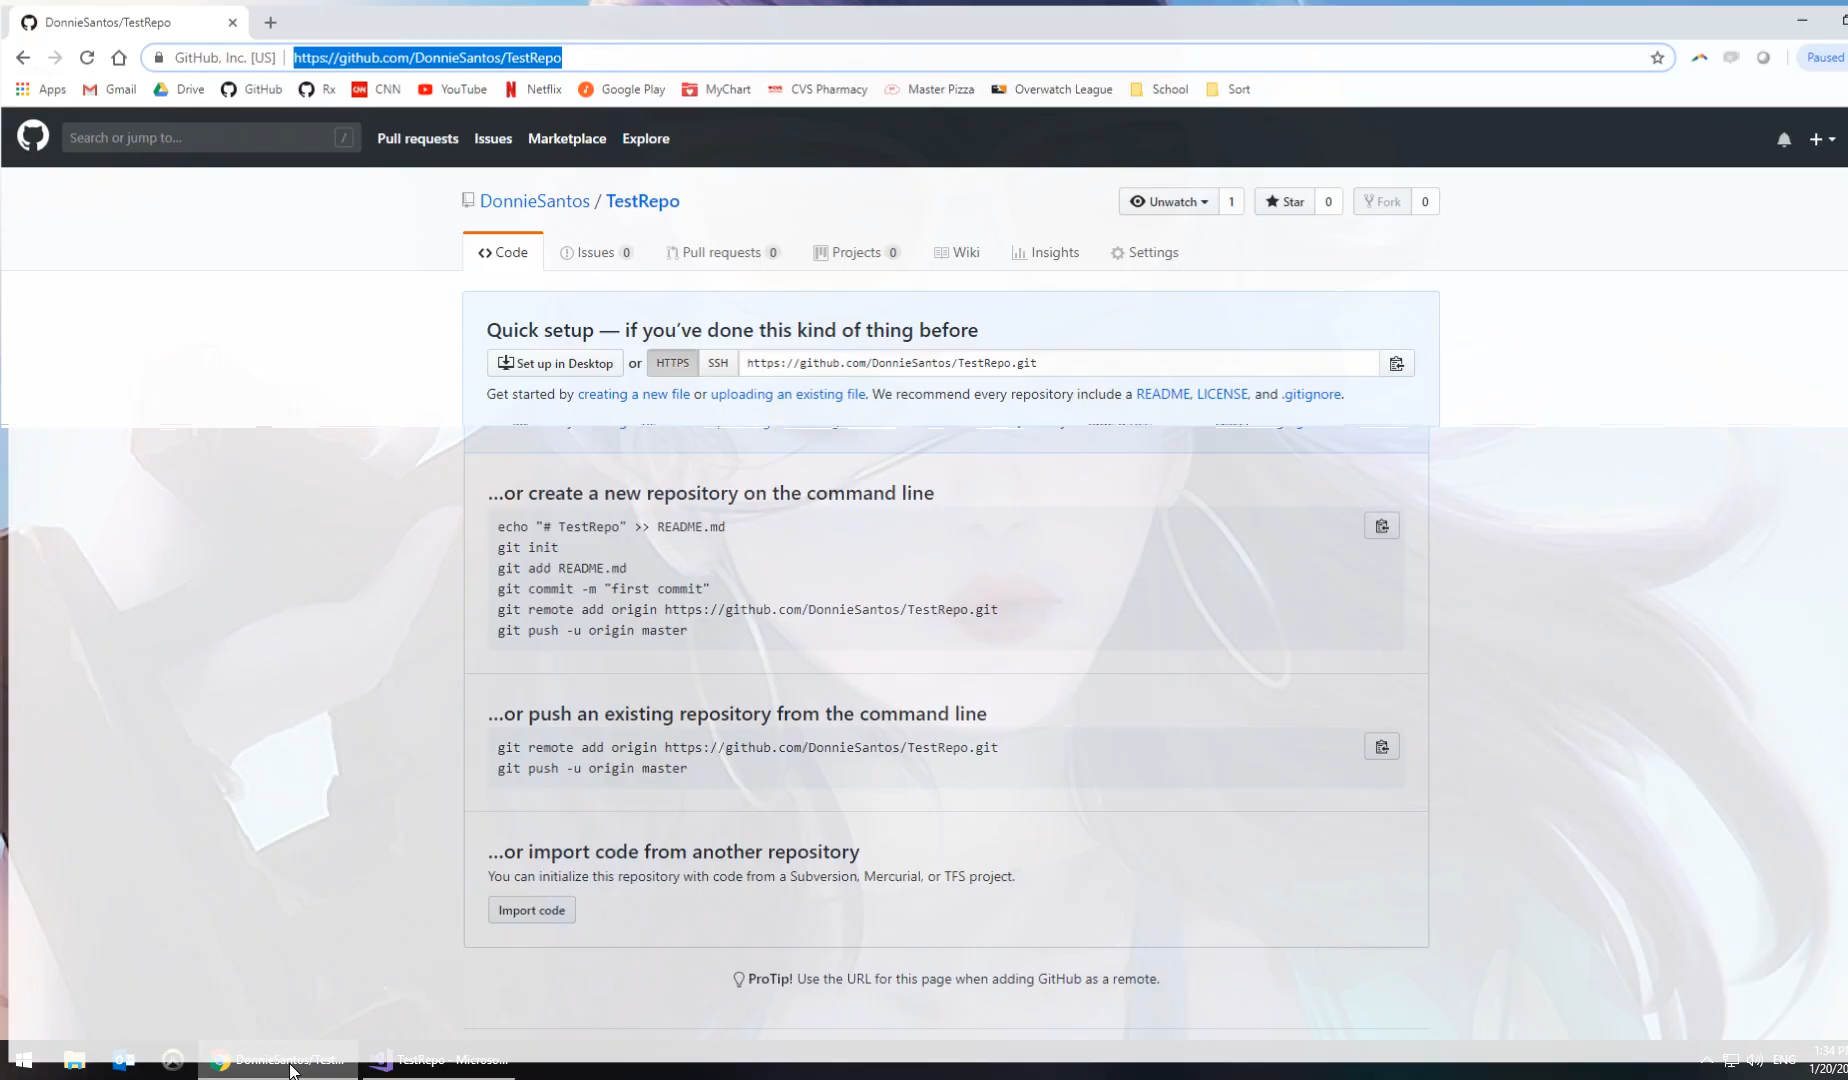 DonnieSantos/TestRepo
GitHub, Inc. [US] https://github.com/DonnieSantos/TestRepo
Paused
Apps Gmail Drive GitHub Rx CNN YouTube Netflix Google Play MyChart CVS Pharmacy Master Pizza Overwatch League School Sort
Search or jump to... / Pull requests Issues Marketplace Explore
DonnieSantos / TestRepo
Unwatch 1 Star 0 Fork 0
Code Issues 0 Pull requests 0 Projects 0 Wiki Insights Settings
Quick setup — if you’ve done this kind of thing before
Set up in Desktop or HTTPS SSH https://github.com/DonnieSantos/TestRepo.git
Get started by creating a new file or uploading an existing file. We recommend every repository include a README, LICENSE, and .gitignore.
…or create a new repository on the command line
echo "# TestRepo" >> README.md
git init
git add README.md
git commit -m "first commit"
git remote add origin https://github.com/DonnieSantos/TestRepo.git
git push -u origin master
…or push an existing repository from the command line
git remote add origin https://github.com/DonnieSantos/TestRepo.git
git push -u origin master
…or import code from another repository
You can initialize this repository with code from a Subversion, Mercurial, or TFS project.
Import code
ProTip! Use the URL for this page when adding GitHub as a remote.
DonnieSantos/Test... TestRepo - Microso... ENG
1:34 P
1/20/20